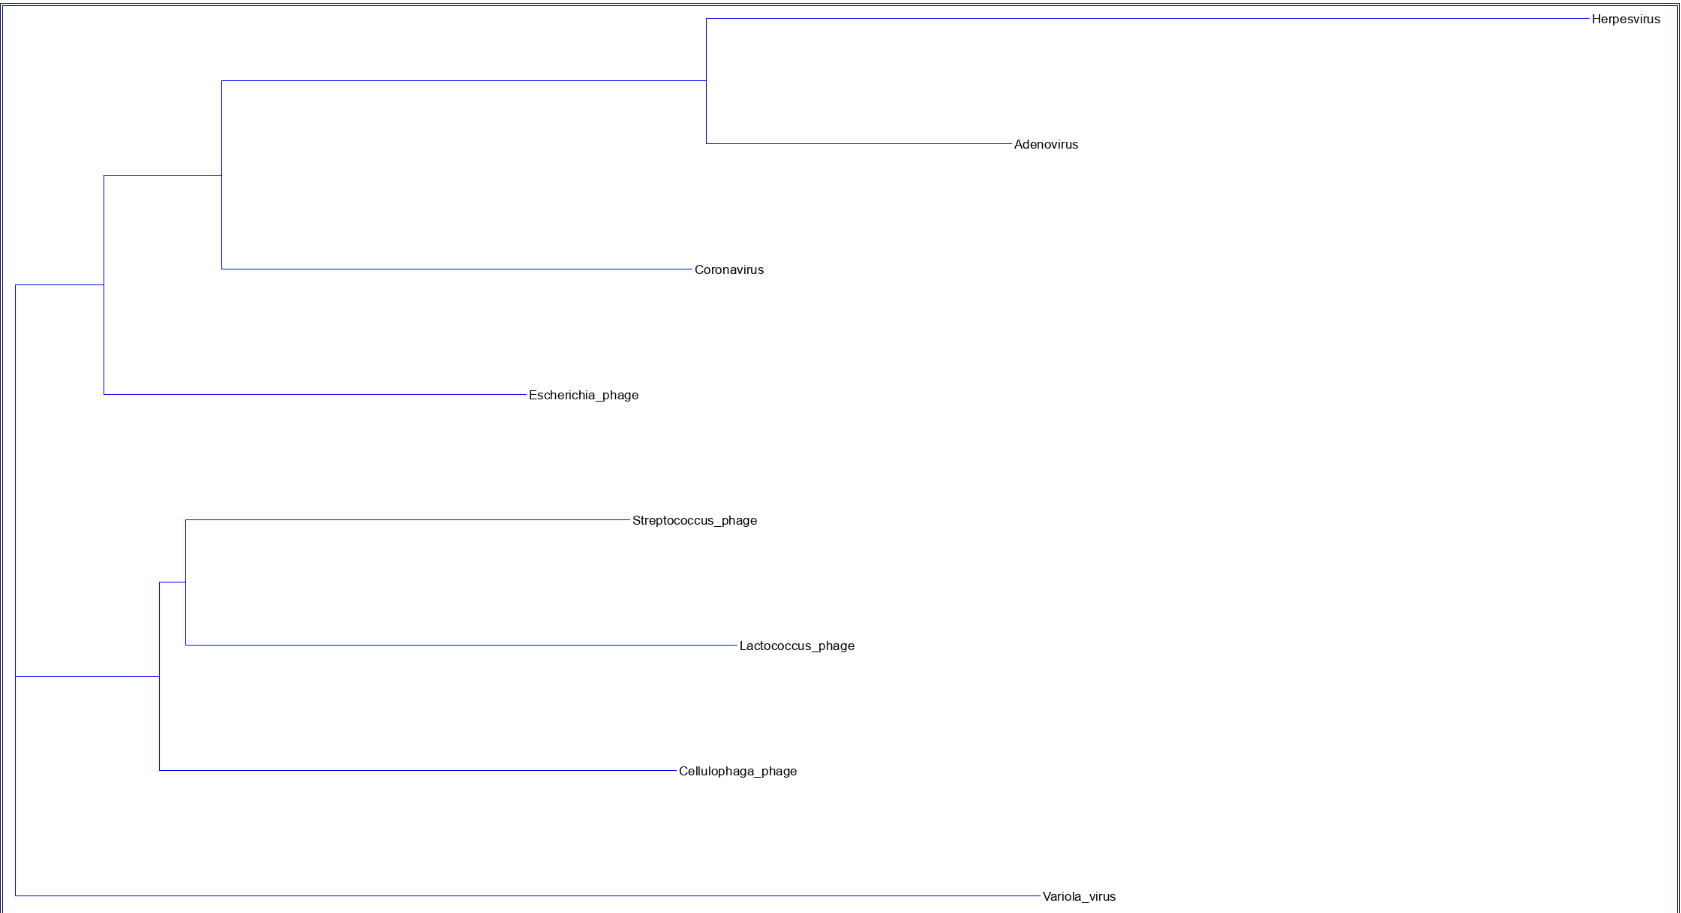 Herpesvirus
Adenovirus
Coronavirus
Escherichia_phage
Streptococcus_phage
Lactococcus_phage
Cellulophaga_phage
Variola_virus